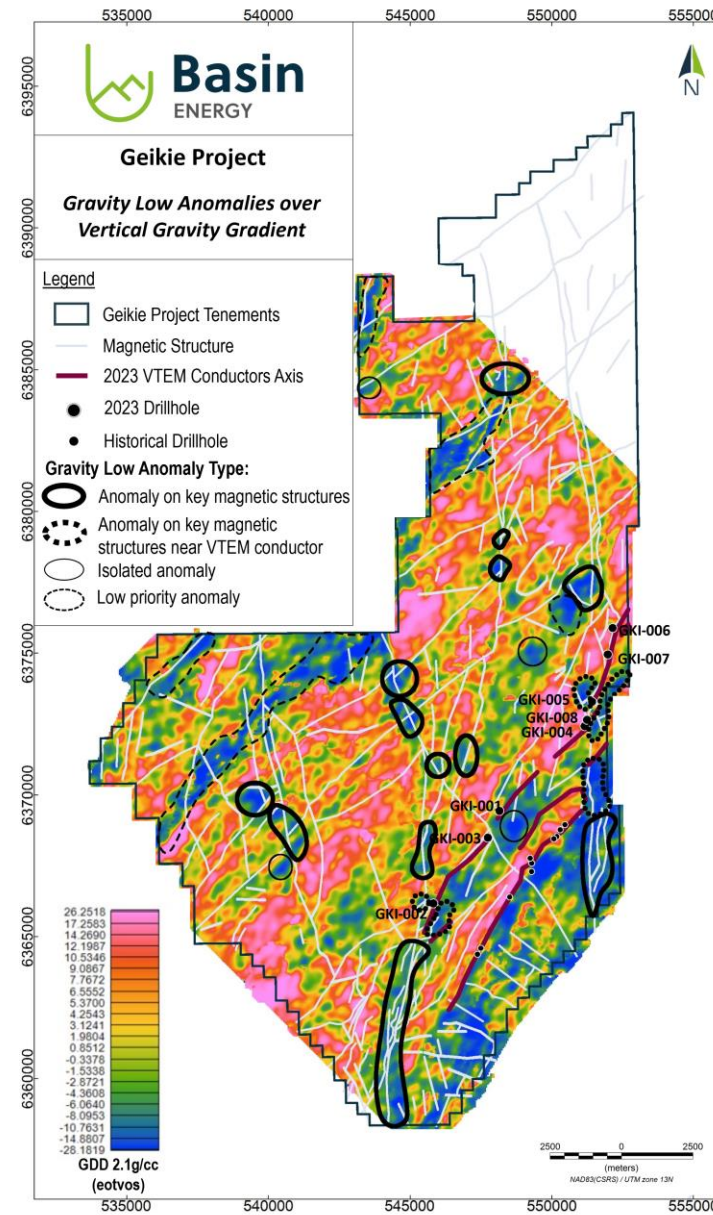 535000 540000 545000 550000 555000
Basin
ENERGY
N
Geikie Project
Gravity Low Anomalies over
Vertical Gravity Gradient
Legend
Geikie Project Tenements
Magnetic Structure
2023 VTEM Conductors Axis
2023 Drillhole
Historical Drillhole
Gravity Low Anomaly Type:
Anomaly on key magnetic structures
Anomaly on key magnetic
structures near VTEM conductor
Isolated anomaly
Low priority anomaly
6395000
6390000
6385000
6380000
6375000
6370000
6365000
6360000
GKI-006
GKI-007
GKI-005
GKI-008
GKI-004
GKI-001
GKI-003
GKI-002
26.2518
17.2583
14.2690
12.1987
10.5346
9.0867
7.7672
6.5552
5.3700
4.2543
3.1241
1.9804
0.8512
-0.3378
-1.5338
-2.8721
-4.3608
-6.0640
-8.0953
-10.7631
-14.8807
-28.1819
GDD 2.1g/cc
(eotvos)
2500 0 2500
(meters)
NAD83(CSRS) / UTM zone 13N
535000 540000 545000 550000 555000